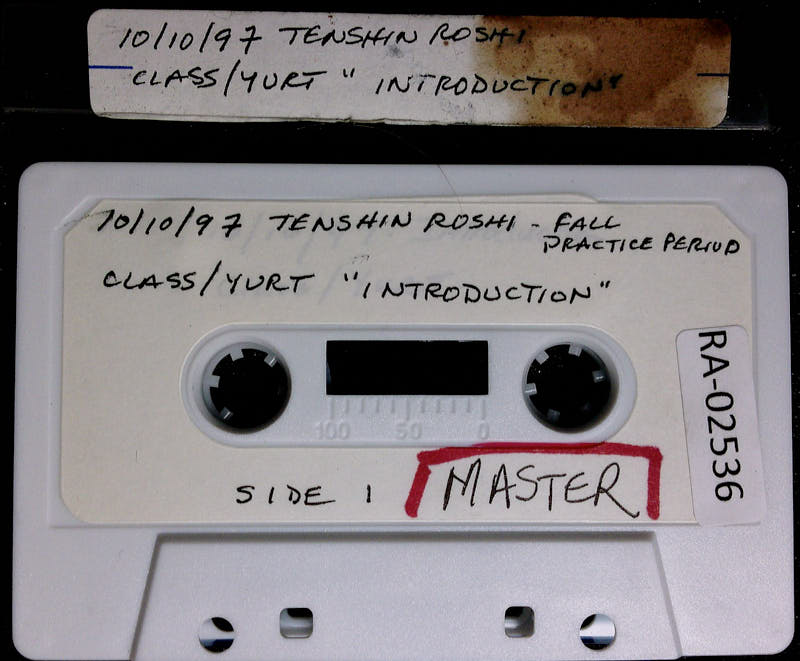 10/10/97 TENSHIN ROSHI
CLASS/YURT "INTRODUCTION"
10/10/97 TENSHIN ROSHI - FALL
PRACTICE PERIOD
CLASS/YURT "INTRODUCTION"
100 50 0
SIDE 1 MASTER
RA-02536